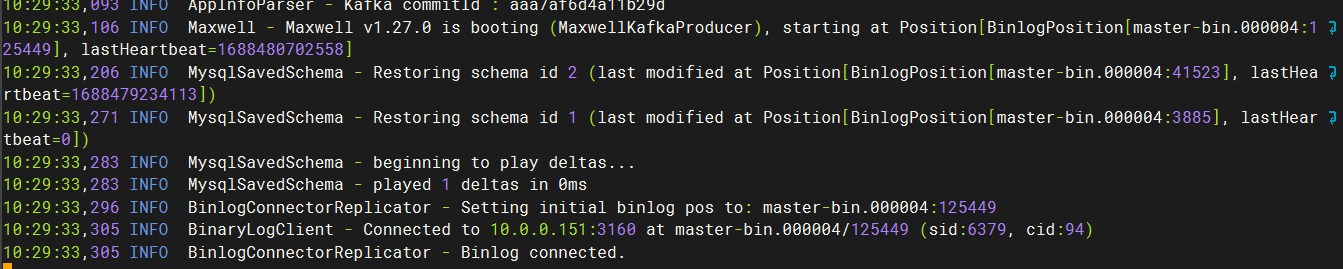 10:29:33,093 INFO  AppInfoParser - Kafka commitId : aaa7af6d4a11b29d
10:29:33,106 INFO  Maxwell - Maxwell v1.27.0 is booting (MaxwellKafkaProducer), starting at Position[BinlogPosition[master-bin.000004:1
25449], lastHeartbeat=1688480702558]
10:29:33,206 INFO  MysqlSavedSchema - Restoring schema id 2 (last modified at Position[BinlogPosition[master-bin.000004:41523], lastHea
rtbeat=1688479234113])
10:29:33,271 INFO  MysqlSavedSchema - Restoring schema id 1 (last modified at Position[BinlogPosition[master-bin.000004:3885], lastHear
tbeat=0])
10:29:33,283 INFO  MysqlSavedSchema - beginning to play deltas...
10:29:33,283 INFO  MysqlSavedSchema - played 1 deltas in 0ms
10:29:33,296 INFO  BinlogConnectorReplicator - Setting initial binlog pos to: master-bin.000004:125449
10:29:33,305 INFO  BinaryLogClient - Connected to 10.0.0.151:3160 at master-bin.000004/125449 (sid:6379, cid:94)
10:29:33,305 INFO  BinlogConnectorReplicator - Binlog connected.